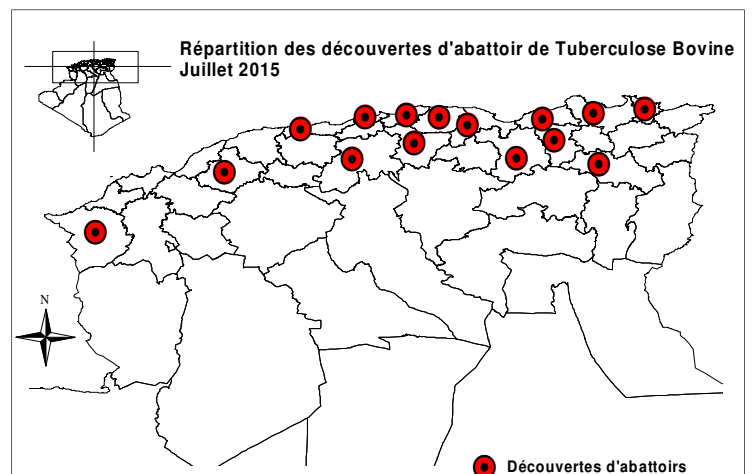 Répartition des découvertes d'abattoir de Tuberculose Bovine
Juillet 2015
N
Découvertes d'abattoirs